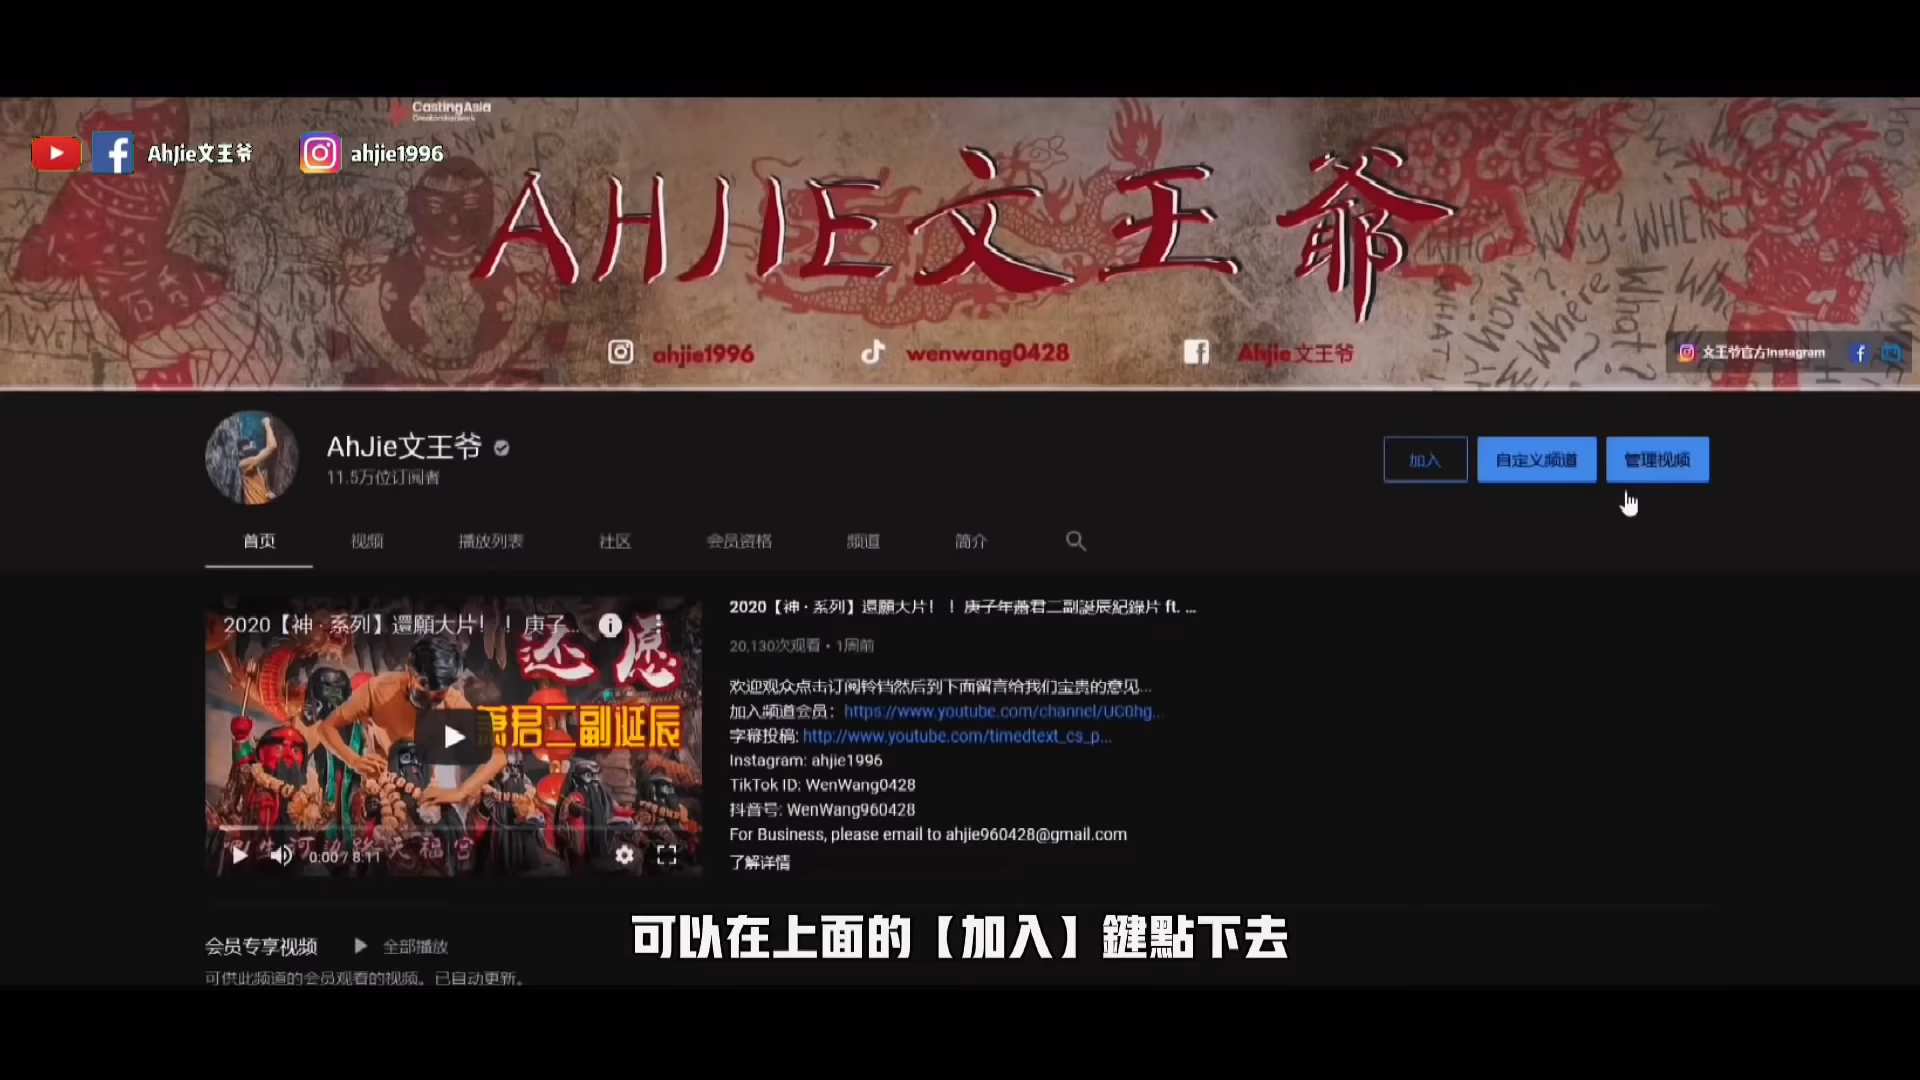 CastingAsia
AhJie文王爷
ahjie1996
AHJIE文王爺
Why? WHERE
Where?
What?
how?
ahjie1996
wenwang0428
Ahjie文王爷
文王爷官方Instagram
AhJie文王爷
11.5万位订阅者
加入
自定义频道
管理视频
首页
视频
播放列表
社区
会员资格
频道
简介
2020【神 · 系列】還願大片！！庚子...
还愿
萧君二副诞辰
0:00 / 8:11
2020【神 · 系列】還願大片！！庚子年蕭君二副誕辰紀錄片 ft. ...
20,130次观看 • 1周前
欢迎观众点击订阅铃铛然后到下面留言给我们宝贵的意见...
加入频道会员： https://www.youtube.com/channel/UC0hg...
字幕投稿: http://www.youtube.com/timedtext_cs_p...
Instagram: ahjie1996
TikTok ID: WenWang0428
抖音号: WenWang960428
For Business, please email to ahjie960428@gmail.com
了解详情
会员专享视频
全部播放
可供此频道的会员观看的视频。已自动更新。
可以在上面的【加入】鍵點下去